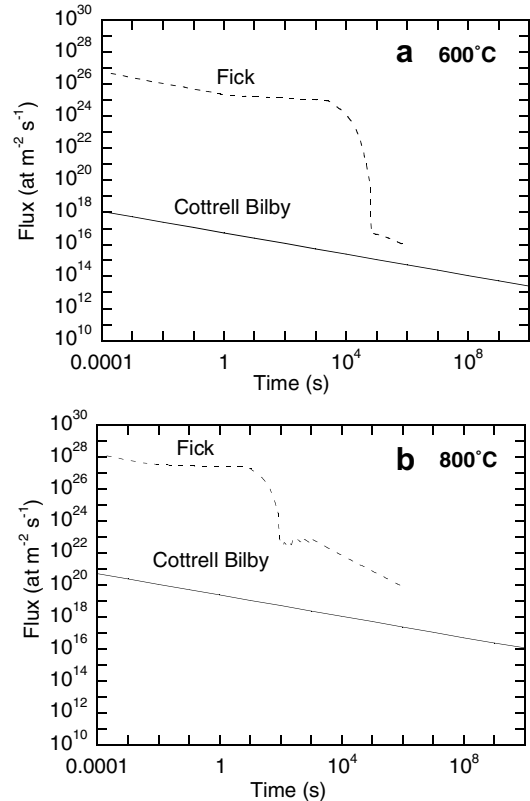 10^30
a 600°C
10^28
10^26
Fick
10^24
10^22
10^20
Flux (at m^-2 s^-1)
10^18
Cottrell Bilby
10^16
10^14
10^12
10^10
0.0001 1 10^4 10^8
Time (s)
10^30
Fick
b 800°C
10^28
10^26
10^24
10^22
Cottrell Bilby
10^20
Flux (at m^-2 s^-1)
10^18
10^16
10^14
10^12
10^10
0.0001 1 10^4 10^8
Time (s)